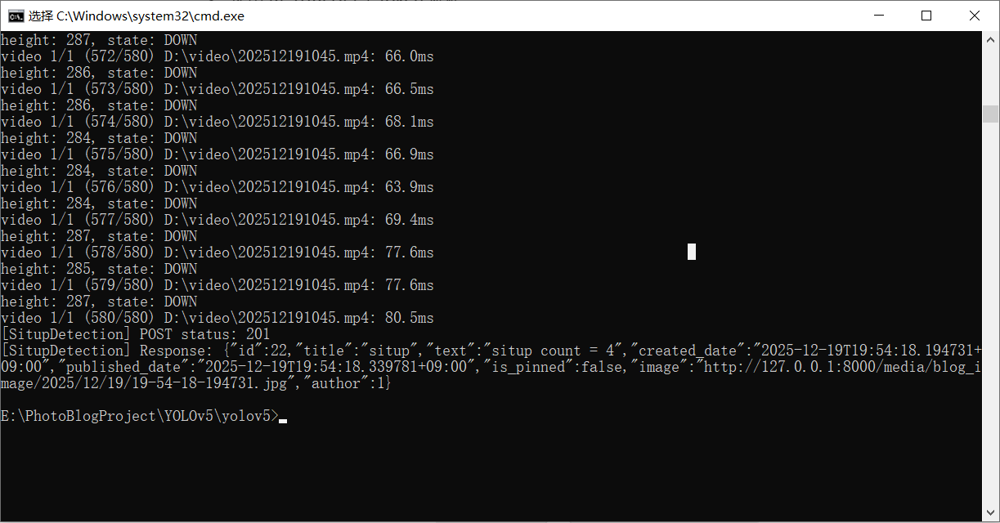 选择 C:\Windows\system32\cmd.exe
height: 287, state: DOWN
video 1/1 (572/580) D:\video\202512191045.mp4: 66.0ms
height: 286, state: DOWN
video 1/1 (573/580) D:\video\202512191045.mp4: 66.5ms
height: 286, state: DOWN
video 1/1 (574/580) D:\video\202512191045.mp4: 68.1ms
height: 284, state: DOWN
video 1/1 (575/580) D:\video\202512191045.mp4: 66.9ms
height: 284, state: DOWN
video 1/1 (576/580) D:\video\202512191045.mp4: 63.9ms
height: 284, state: DOWN
video 1/1 (577/580) D:\video\202512191045.mp4: 69.4ms
height: 287, state: DOWN
video 1/1 (578/580) D:\video\202512191045.mp4: 77.6ms
height: 285, state: DOWN
video 1/1 (579/580) D:\video\202512191045.mp4: 77.6ms
height: 287, state: DOWN
video 1/1 (580/580) D:\video\202512191045.mp4: 80.5ms
[SitupDetection] POST status: 201
[SitupDetection] Response: {"id":22,"title":"situp","text":"situp count = 4","created_date":"2025-12-19T19:54:18.194731+
09:00","published_date":"2025-12-19T19:54:18.339781+09:00","is_pinned":false,"image":"http://127.0.0.1:8000/media/blog_i
mage/2025/12/19/19-54-18-194731.jpg","author":1}
E:\PhotoBlogProject\YOLOv5\yolov5>